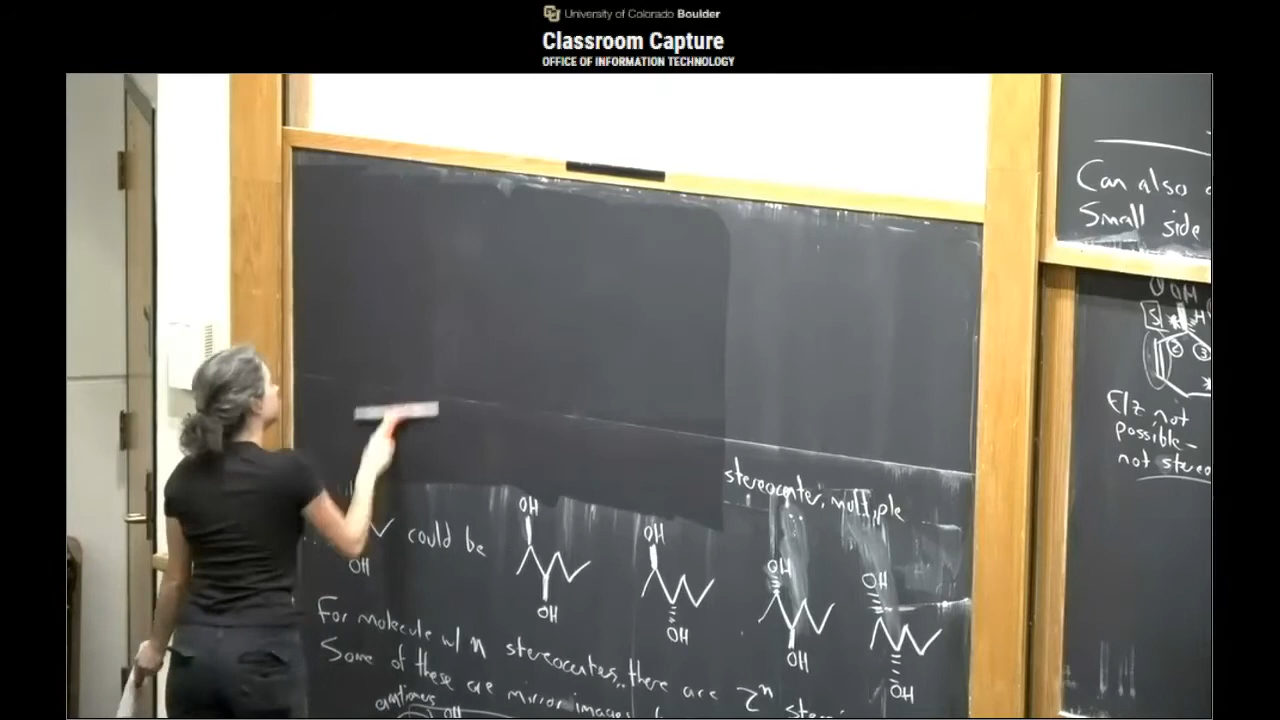 University of Colorado Boulder
Classroom Capture
OFFICE OF INFORMATION TECHNOLOGY
Can also
Small side
OH
S
H
2
3
E/Z not
possible-
not stereo
stereocenter, multiple
OH
could be
OH
OH
OH
OH
OH
OH
OH
OH
For molecule w/ n stereocenters, there are 2ⁿ
Some of these are mirror images
OH